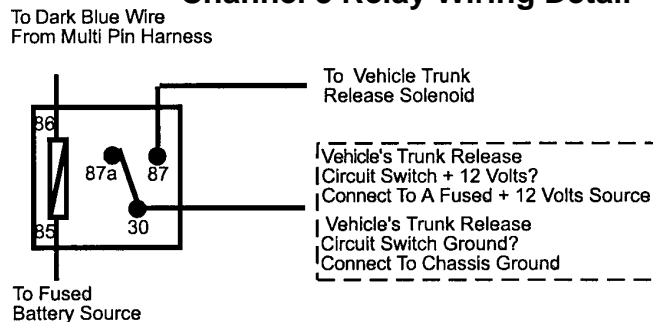 Relay Wiring Detail
To Dark Blue Wire
From Multi Pin Harness
To Vehicle Trunk
Release Solenoid
86
87a
87
85
30
Vehicle's Trunk Release
Circuit Switch + 12 Volts?
Connect To A Fused + 12 Volts Source
Vehicle's Trunk Release
Circuit Switch Ground?
Connect To Chassis Ground
To Fused
Battery Source